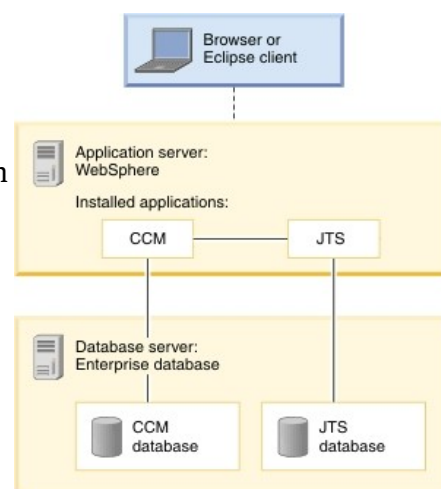 Browser or
Eclipse client
Application server:
WebSphere
Installed applications:
CCM
JTS
Database server:
Enterprise database
CCM
database
JTS
database